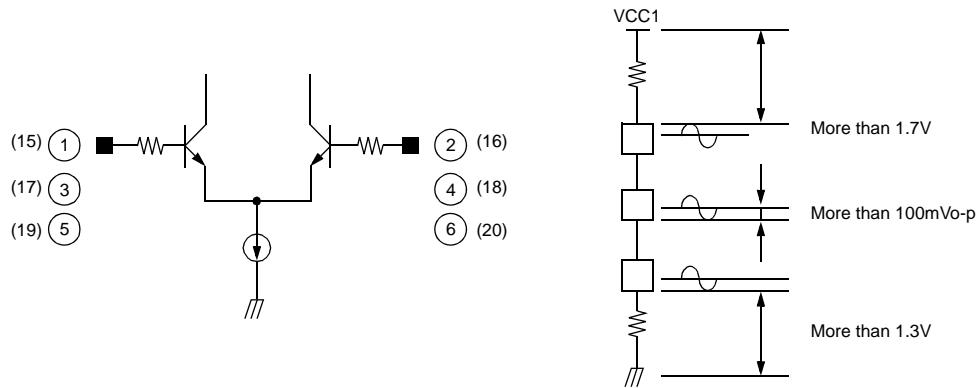 VCC1
(15) 1 2 (16)
(17) 3 4 (18)
(19) 5 6 (20)
More than 1.7V
More than 100mVo-p
More than 1.3V